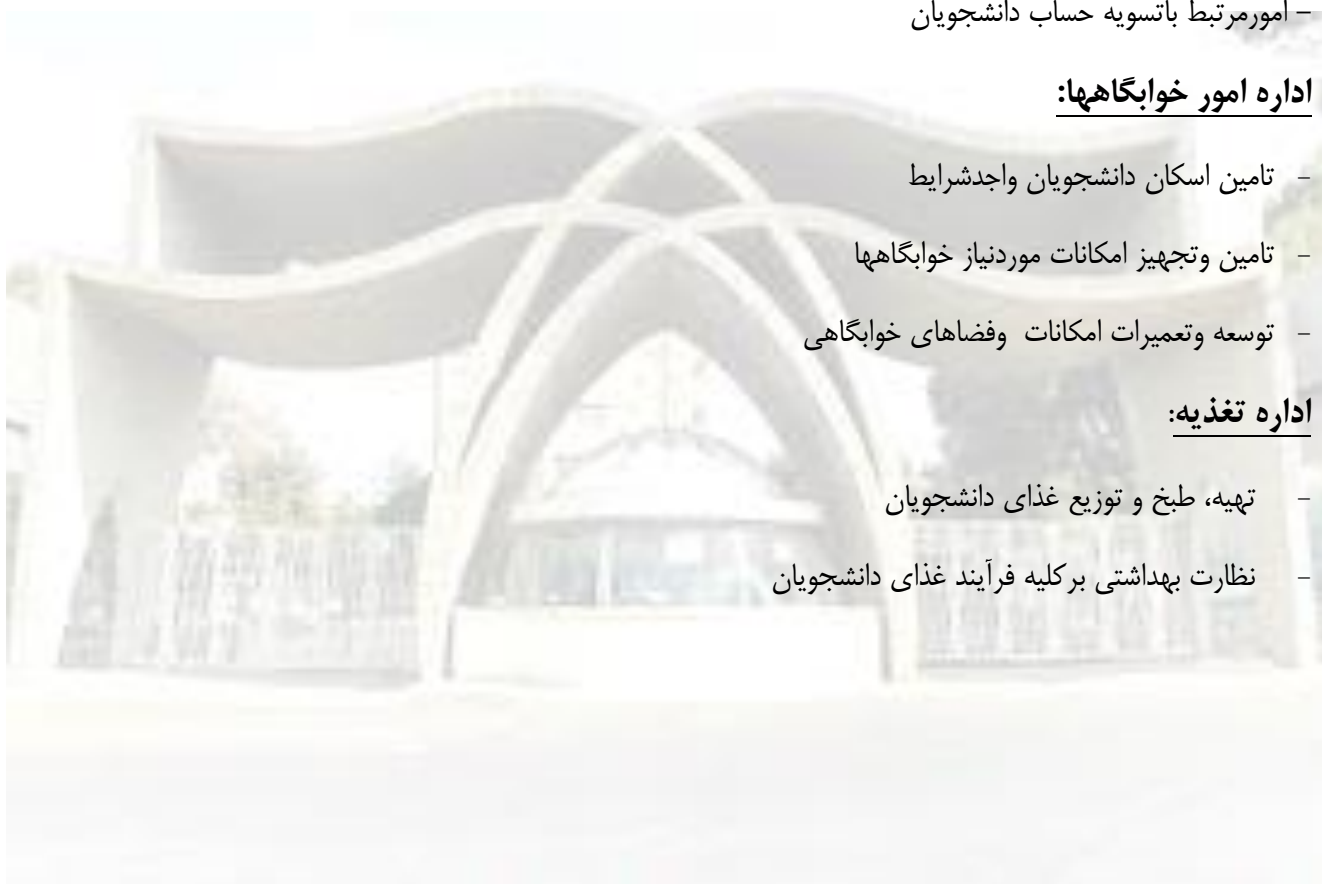 - امورمرتبط باتسویه حساب دانشجویان
اداره امور خوابگاهها:
- تامین اسکان دانشجویان واجدشرایط
- تامین وتجهیز امکانات موردنیاز خوابگاهها
- توسعه وتعمیرات امکانات وفضاهای خوابگاهی
اداره تغذیه:
- تهیه، طبخ و توزیع غذای دانشجویان
- نظارت بهداشتی برکلیه فرآیند غذای دانشجویان